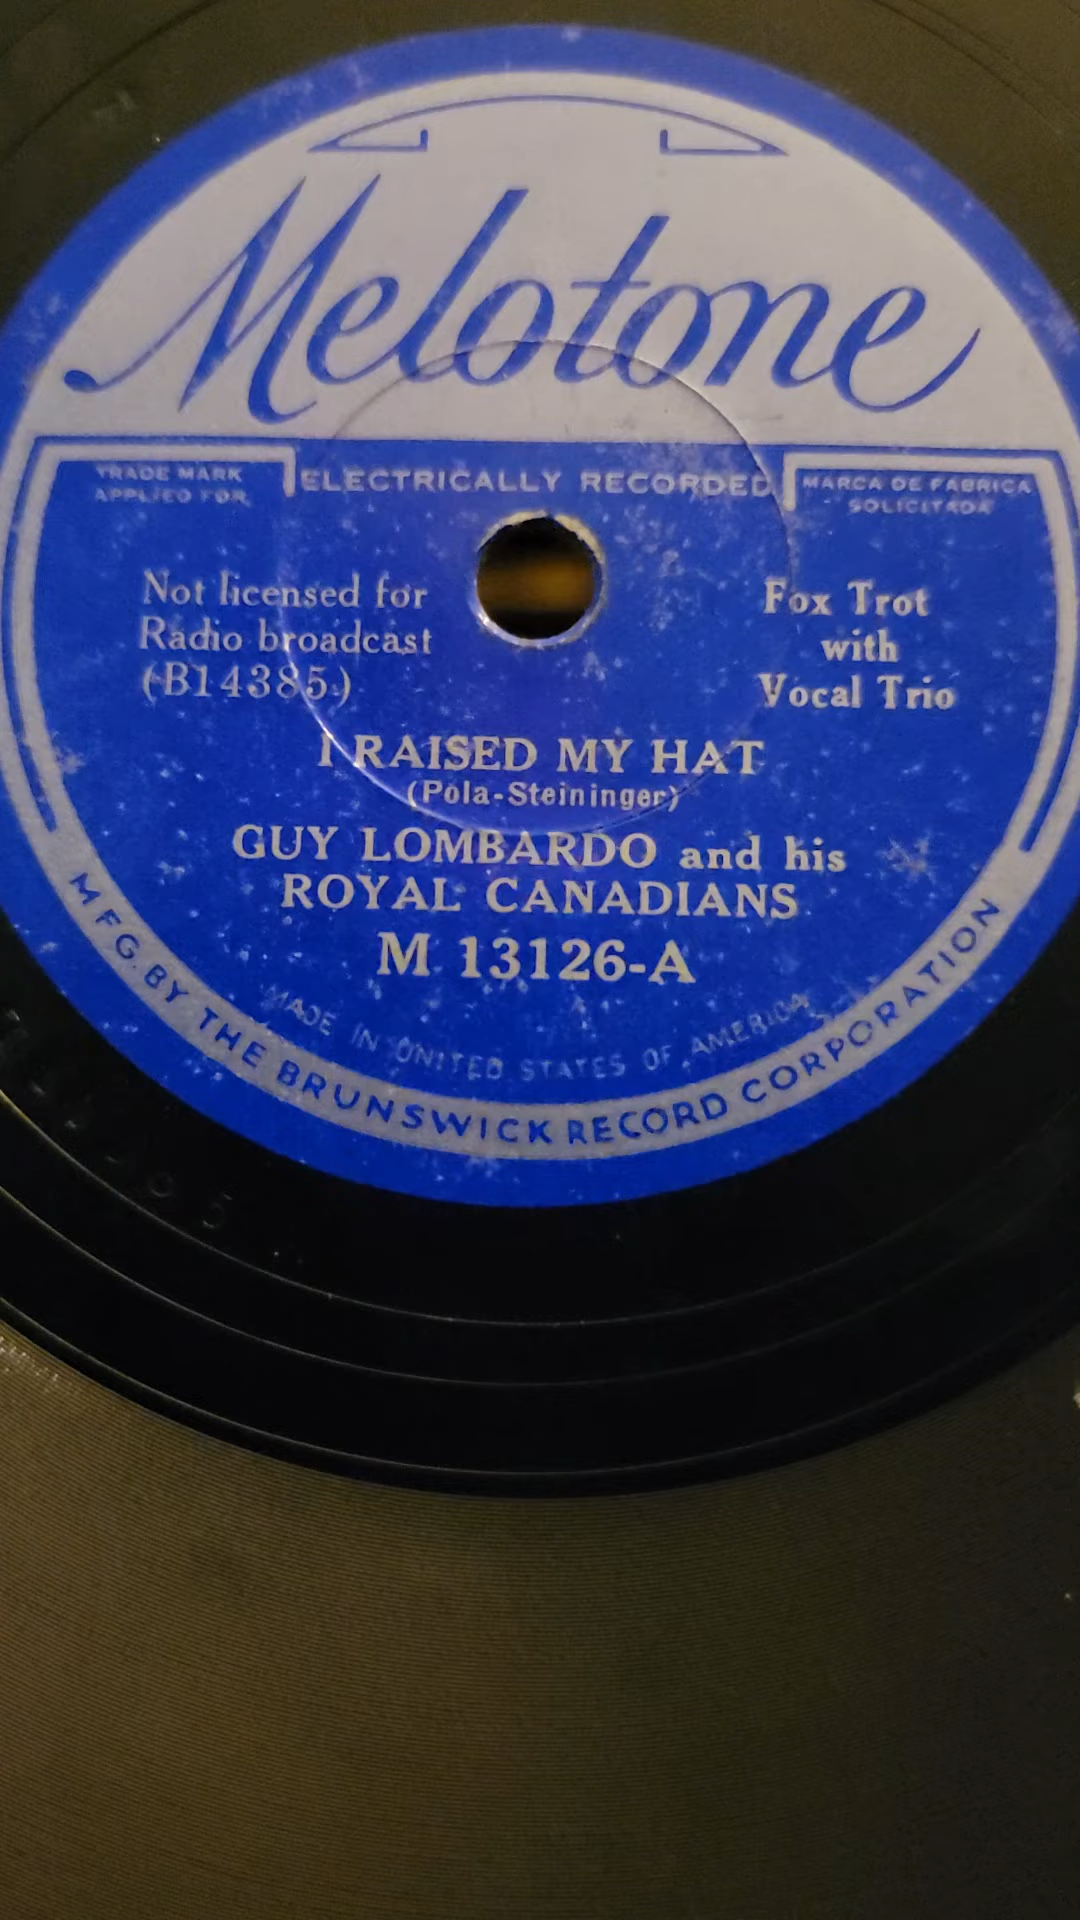 Melotone
TRADE MARK
APPLIED FOR
ELECTRICALLY RECORDED
MARCA DE FABRICA
SOLICITADA
Not licensed for
Radio broadcast
(B14385)
Fox Trot
with
Vocal Trio
I RAISED MY HAT
(Pola-Steininger)
GUY LOMBARDO and his
ROYAL CANADIANS
M 13126-A
MADE IN UNITED STATES OF AMERICA
MFG. BY THE BRUNSWICK RECORD CORPORATION